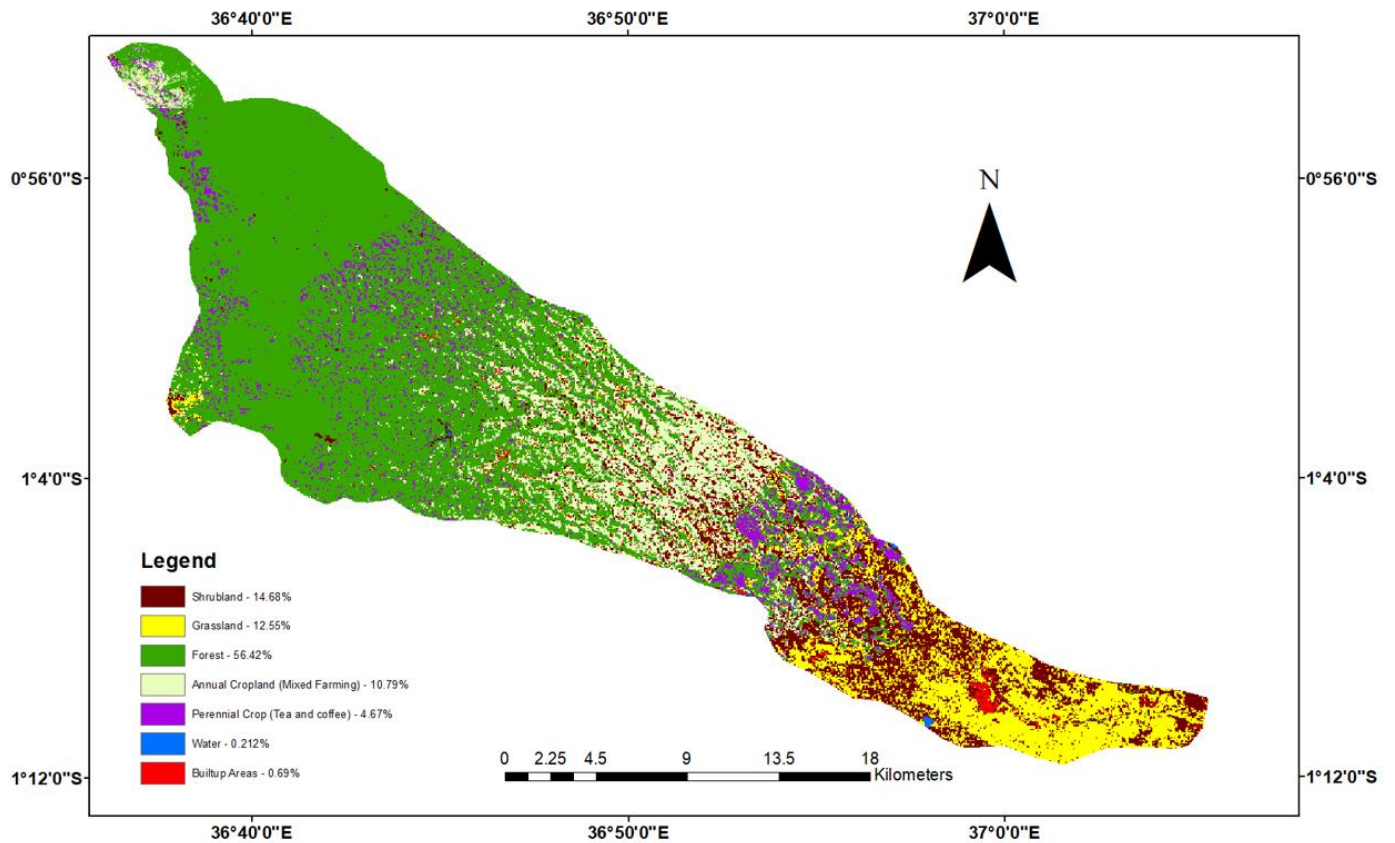 36°40'0"E 36°50'0"E 37°0'0"E
0°56'0"S 0°56'0"S
N
1°4'0"S 1°4'0"S
Legend
Shrubland - 14.68%
Grassland - 12.55%
Forest - 56.42%
Annual Cropland (Mixed Farming) - 10.79%
Perennial Crop (Tea and coffee) - 4.67%
Water - 0.212%
Builtup Areas - 0.69%
0 2.25 4.5 9 13.5 18
Kilometers
1°12'0"S 1°12'0"S
36°40'0"E 36°50'0"E 37°0'0"E